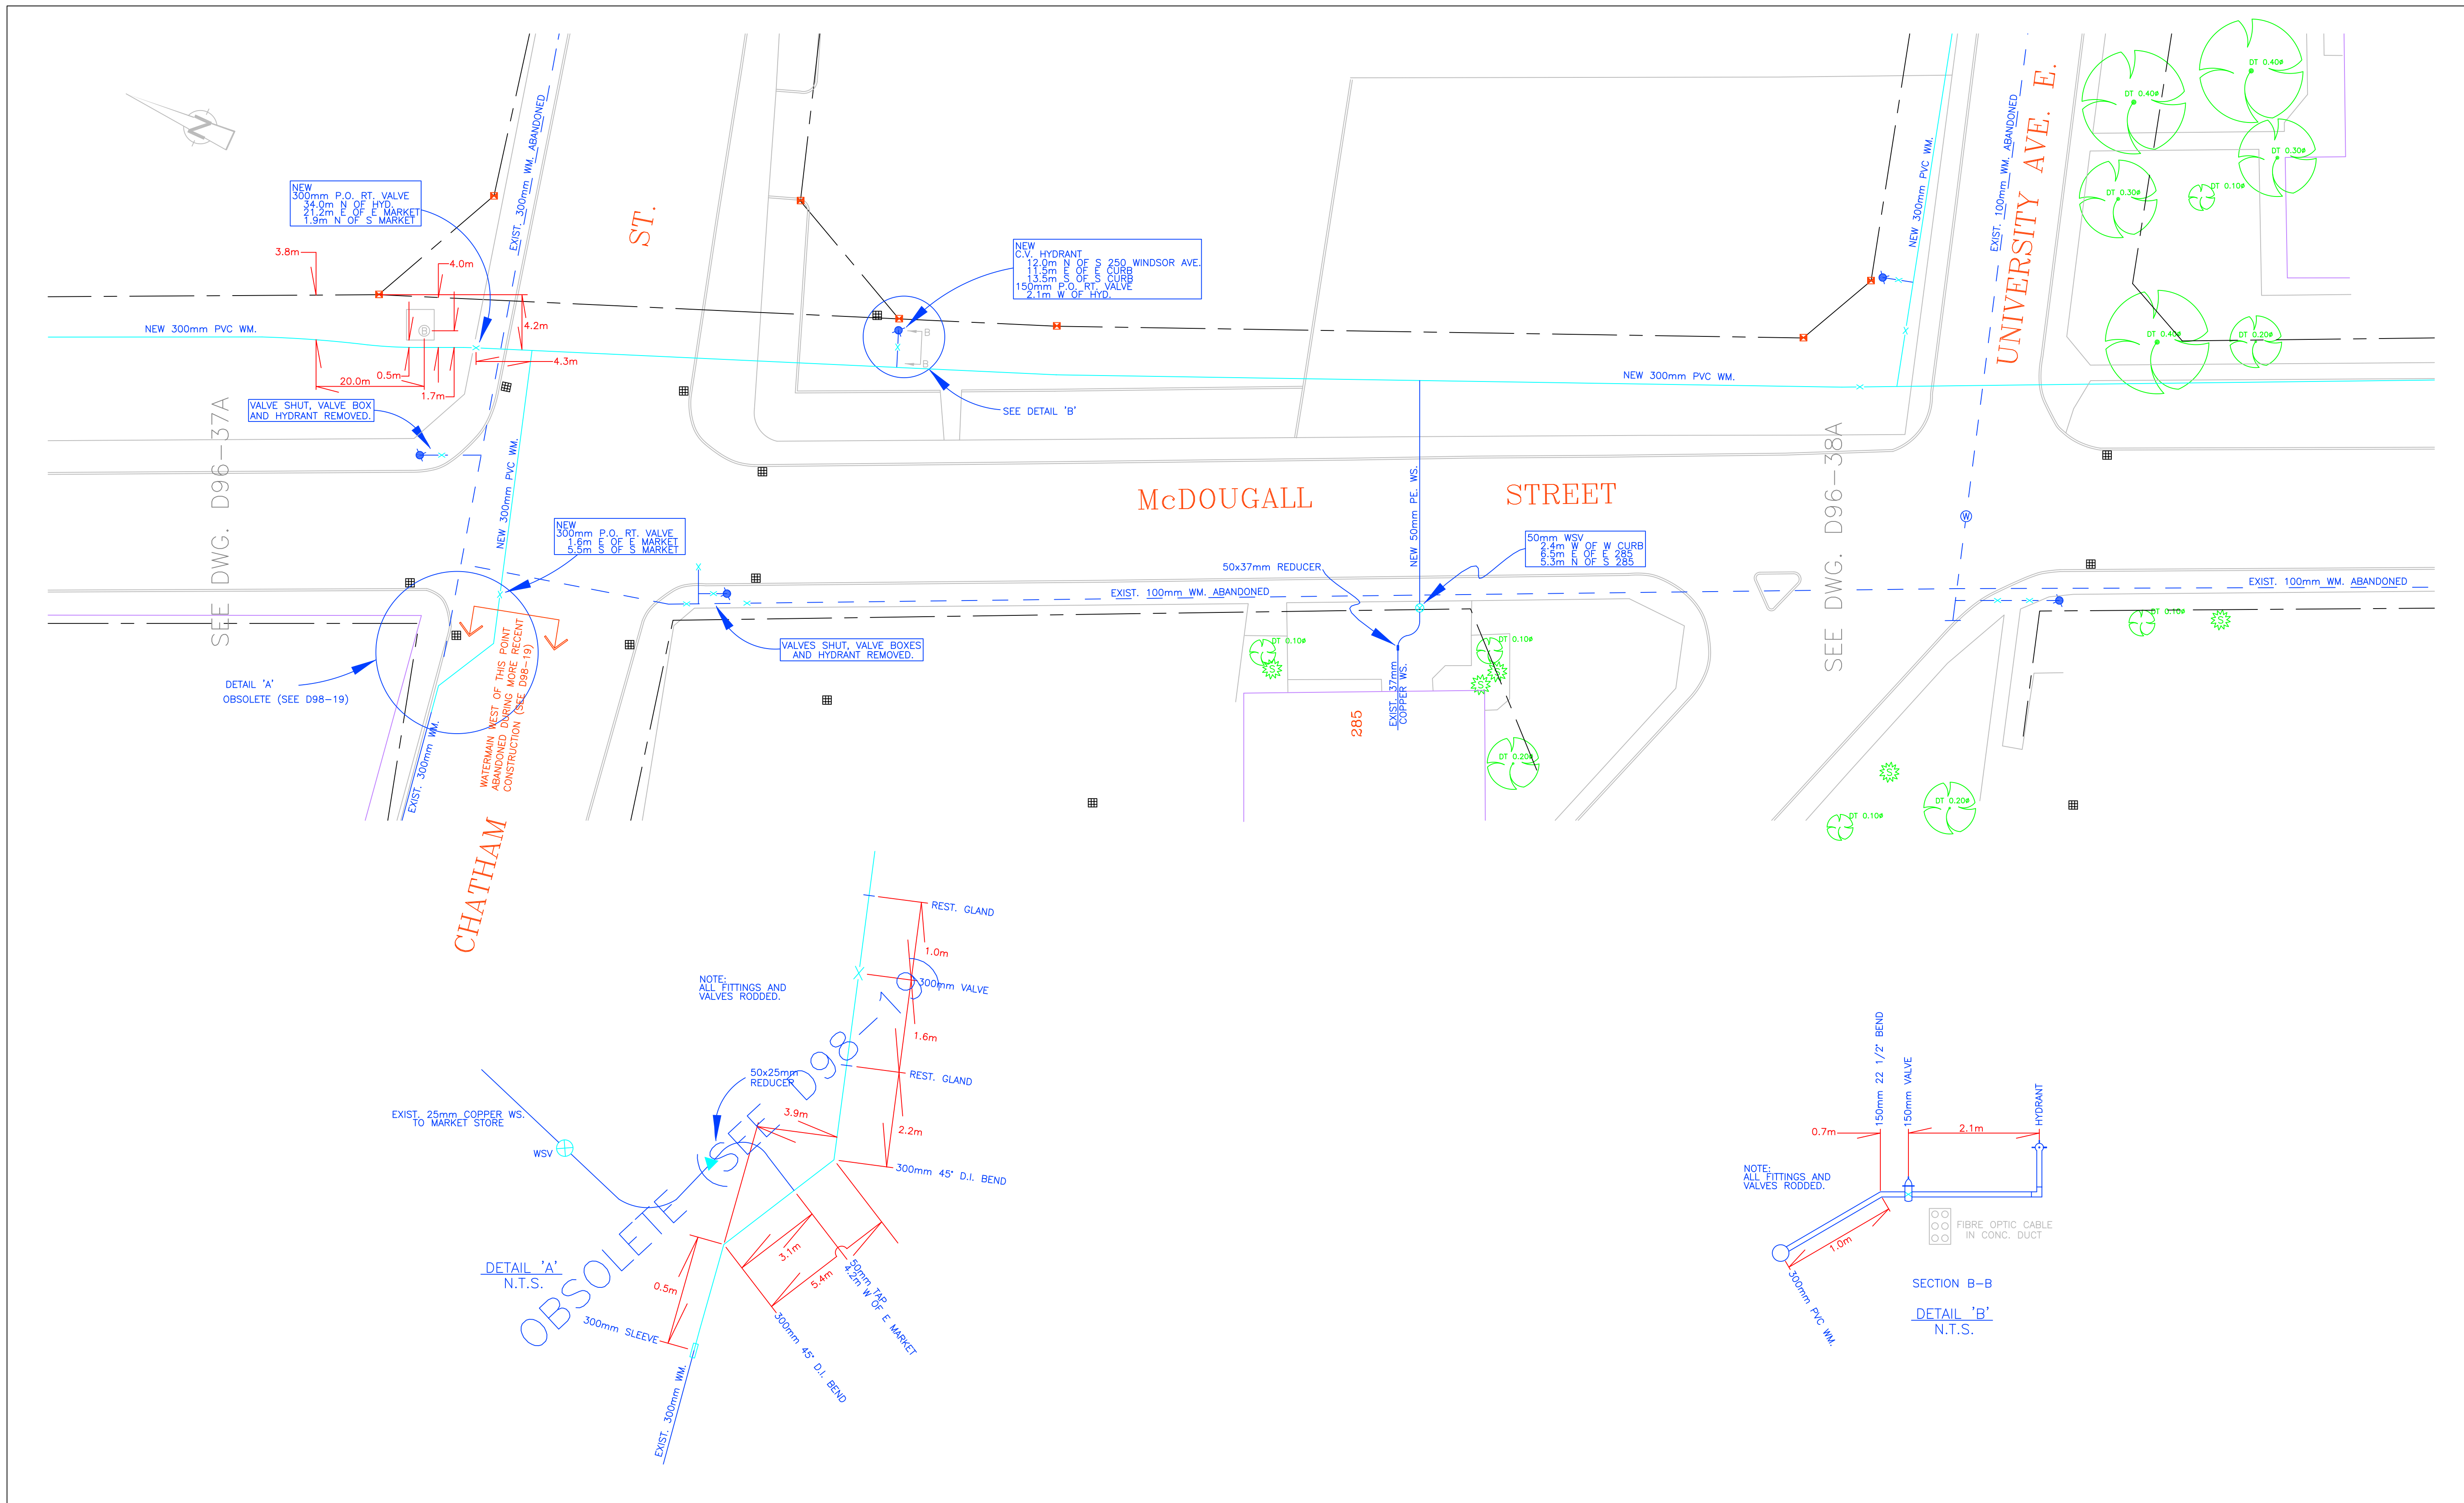 N
EXIST. 300mm WM. ABANDONED
NEW
300mm P.O. RT. VALVE
34.0m N OF HYD.
21.2m E OF E MARKET
1.9m N OF S MARKET
3.8m
4.0m
4.2m
4.3m
0.5m
20.0m
1.7m
R
NEW 300mm PVC WM.
VALVE SHUT, VALVE BOX
AND HYDRANT REMOVED.
ST.
NEW
C.V. HYDRANT
12.0m N OF S 250 WINDSOR AVE.
11.5m E OF E CURB
13.5m S OF S CURB
150mm P.O. RT. VALVE
2.1m W OF HYD.
B
B
SEE DETAIL 'B'
NEW 300mm PVC WM.
NEW 300mm PVC WM.
EXIST. 100mm WM. ABANDONED
UNIVERSITY AVE. E.
DT 0.40ø
DT 0.40ø
DT 0.30ø
DT 0.30ø
DT 0.10ø
DT 0.40ø
DT 0.20ø
SEE DWG. D96-37A
NEW 300mm PVC WM.
NEW
300mm P.O. RT. VALVE
1.6m E OF E MARKET
5.5m S OF S MARKET
McDOUGALL STREET
NEW 50mm PE. WS.
50mm WSV
2.4m W OF W CURB
6.5m E OF E 285
5.3m N OF S 285
50x37mm REDUCER
SEE DWG. D96-38A
W
EXIST. 100mm WM. ABANDONED
EXIST. 100mm WM. ABANDONED
VALVES SHUT, VALVE BOXES
AND HYDRANT REMOVED.
DETAIL 'A'
OBSOLETE (SEE D98-19)
WATERMAIN WEST OF THIS POINT
ABANDONED DURING MORE RECENT
CONSTRUCTION (SEE D98-19)
EXIST. 300mm WM.
CHATHAM
DT 0.10ø
S
285
EXIST. 37mm
COPPER WS.
DT 0.10ø
S
S
DT 0.20ø
DT 0.10ø
S
S
DT 0.20ø
DT 0.10ø
NOTE:
ALL FITTINGS AND
VALVES RODDED.
REST. GLAND
1.0m
300mm VALVE
1.6m
REST. GLAND
2.2m
300mm 45° D.I. BEND
50x25mm
REDUCER
3.9m
EXIST. 25mm COPPER WS.
TO MARKET STORE
WSV
OBSOLETE (SEE D98-19)
3.1m
5.4m
50mm TAP
4.2m W OF E MARKET
300mm 45° D.I. BEND
0.5m
300mm SLEEVE
EXIST. 300mm WM.
DETAIL 'A'
N.T.S.
150mm 22 1/2° BEND
150mm VALVE
HYDRANT
0.7m
2.1m
NOTE:
ALL FITTINGS AND
VALVES RODDED.
1.0m
300mm PVC WM.
FIBRE OPTIC CABLE
IN CONC. DUCT
SECTION B-B
DETAIL 'B'
N.T.S.